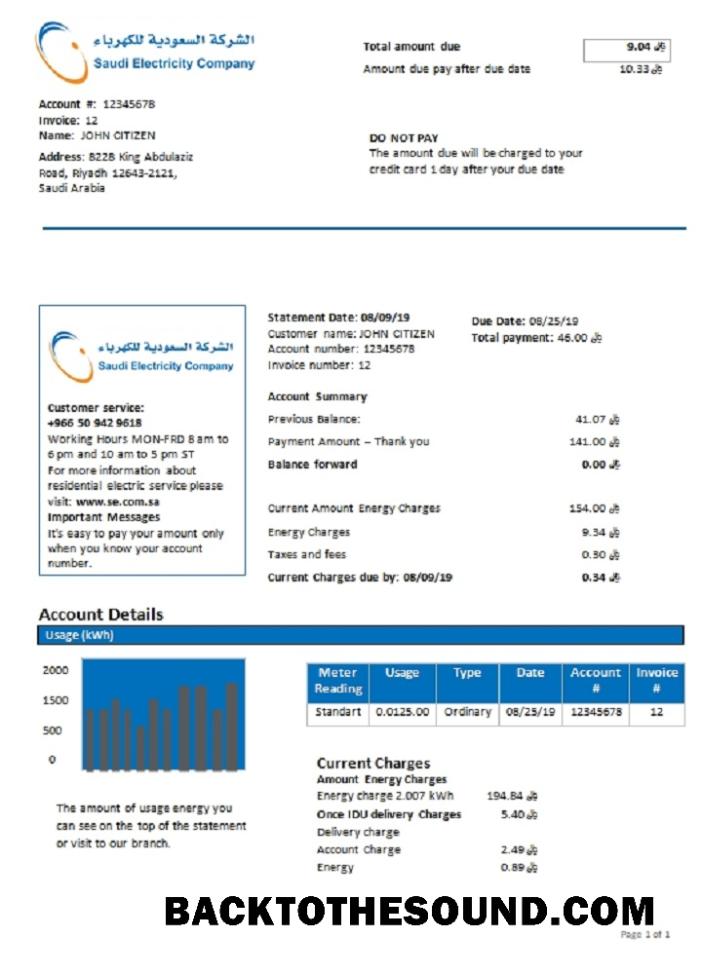 الشركة السعودية للكهرباء
Saudi Electricity Company
Total amount due 9.04 ﷼
Amount due pay after due date 10.33 ﷼
Account #: 12345678
Invoice: 12
Name: JOHN CITIZEN
Address: 8228 King Abdulaziz
Road, Riyadh 12643-2121,
Saudi Arabia
DO NOT PAY
The amount due will be charged to your
credit card 1 day after your due date
الشركة السعودية للكهرباء
Saudi Electricity Company
Customer service:
+966 50 942 9618
Working Hours MON-FRD 8 am to
6 pm and 10 am to 5 pm ST
For more information about
residential electric service please
visit: www.se.com.sa
Important Messages
It's easy to pay your amount only
when you know your account
number.
Statement Date: 08/09/19
Customer name: JOHN CITIZEN
Account number: 12345678
Invoice number: 12
Due Date: 08/25/19
Total payment: 46.00 ﷼
Account Summary
Previous Balance: 41.07 ﷼
Payment Amount – Thank you 141.00 ﷼
Balance forward 0.00 ﷼
Current Amount Energy Charges 154.00 ﷼
Energy Charges 9.34 ﷼
Taxes and fees 0.30 ﷼
Current Charges due by: 08/09/19 0.34 ﷼
Account Details
Usage (kWh)
2000
1500
500
0
The amount of usage energy you
can see on the top of the statement
or visit to our branch.
Meter Reading Usage Type Date Account # Invoice #
Standart 0.0125.00 Ordinary 08/25/19 12345678 12
Current Charges
Amount Energy Charges
Energy charge 2.007 kWh 194.84 ﷼
Once IDU delivery Charges 5.40 ﷼
Delivery charge
Account Charge 2.49 ﷼
Energy 0.89 ﷼
BACKTOTHESOUND.COM
Page 1 of 1